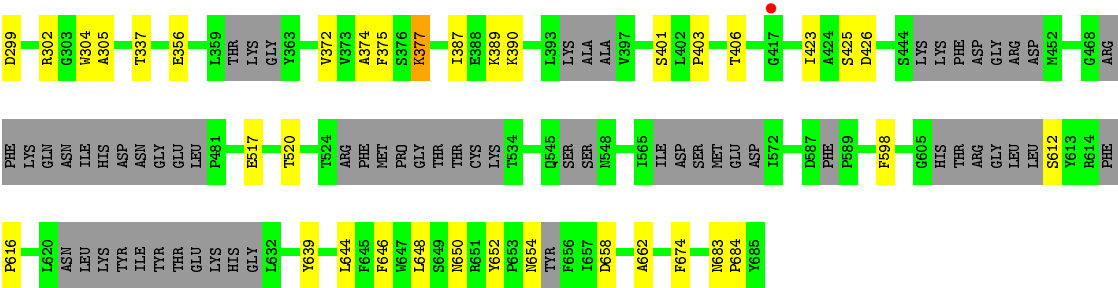 D299 R302 G303 W304 A305 T337 E356 L359 THR LYS GLY Y363 V372 V373 A374 F375 S376 K377 I387 E388 K389 K390 L393 LYS ALA ALA V397 S401 L402 P403 T406 G417 I423 A424 S425 D426 S444 LYS LYS PHE ASP GLY ARG ASP M452 G468 ARG
PHE LYS GLN ASN ILE HIS ASP ASN GLY GLU LEU P481 E517 T520 T524 ARG PHE MET PRO GLY THR THR CYS LYS T534 Q545 SER SER N548 I565 ILE ASP SER MET GLU ASP I572 D587 PHE P589 F598 G605 HIS THR ARG GLY LEU LEU S612 Y613 R614 PHE
P616 L620 ASN LEU LYS TYR ILE TYR THR GLU LYS HIS GLY L632 Y639 L644 F645 F646 W647 L648 S649 N650 R651 Y652 P653 N654 TYR F656 I657 D658 A662 F674 N683 P684 Y685